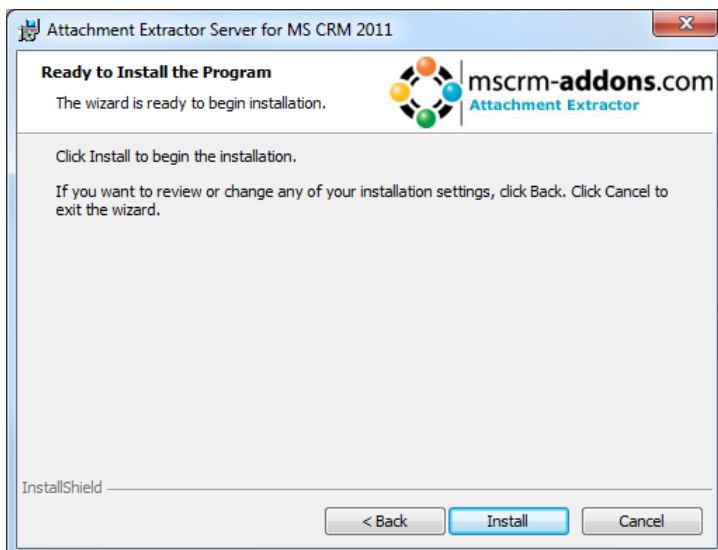 Attachment Extractor Server for MS CRM 2011
Ready to Install the Program
The wizard is ready to begin installation.
mscrm-addons.com
Attachment Extractor
Click Install to begin the installation.
If you want to review or change any of your installation settings, click Back. Click Cancel to
exit the wizard.
InstallShield
< Back
Install
Cancel